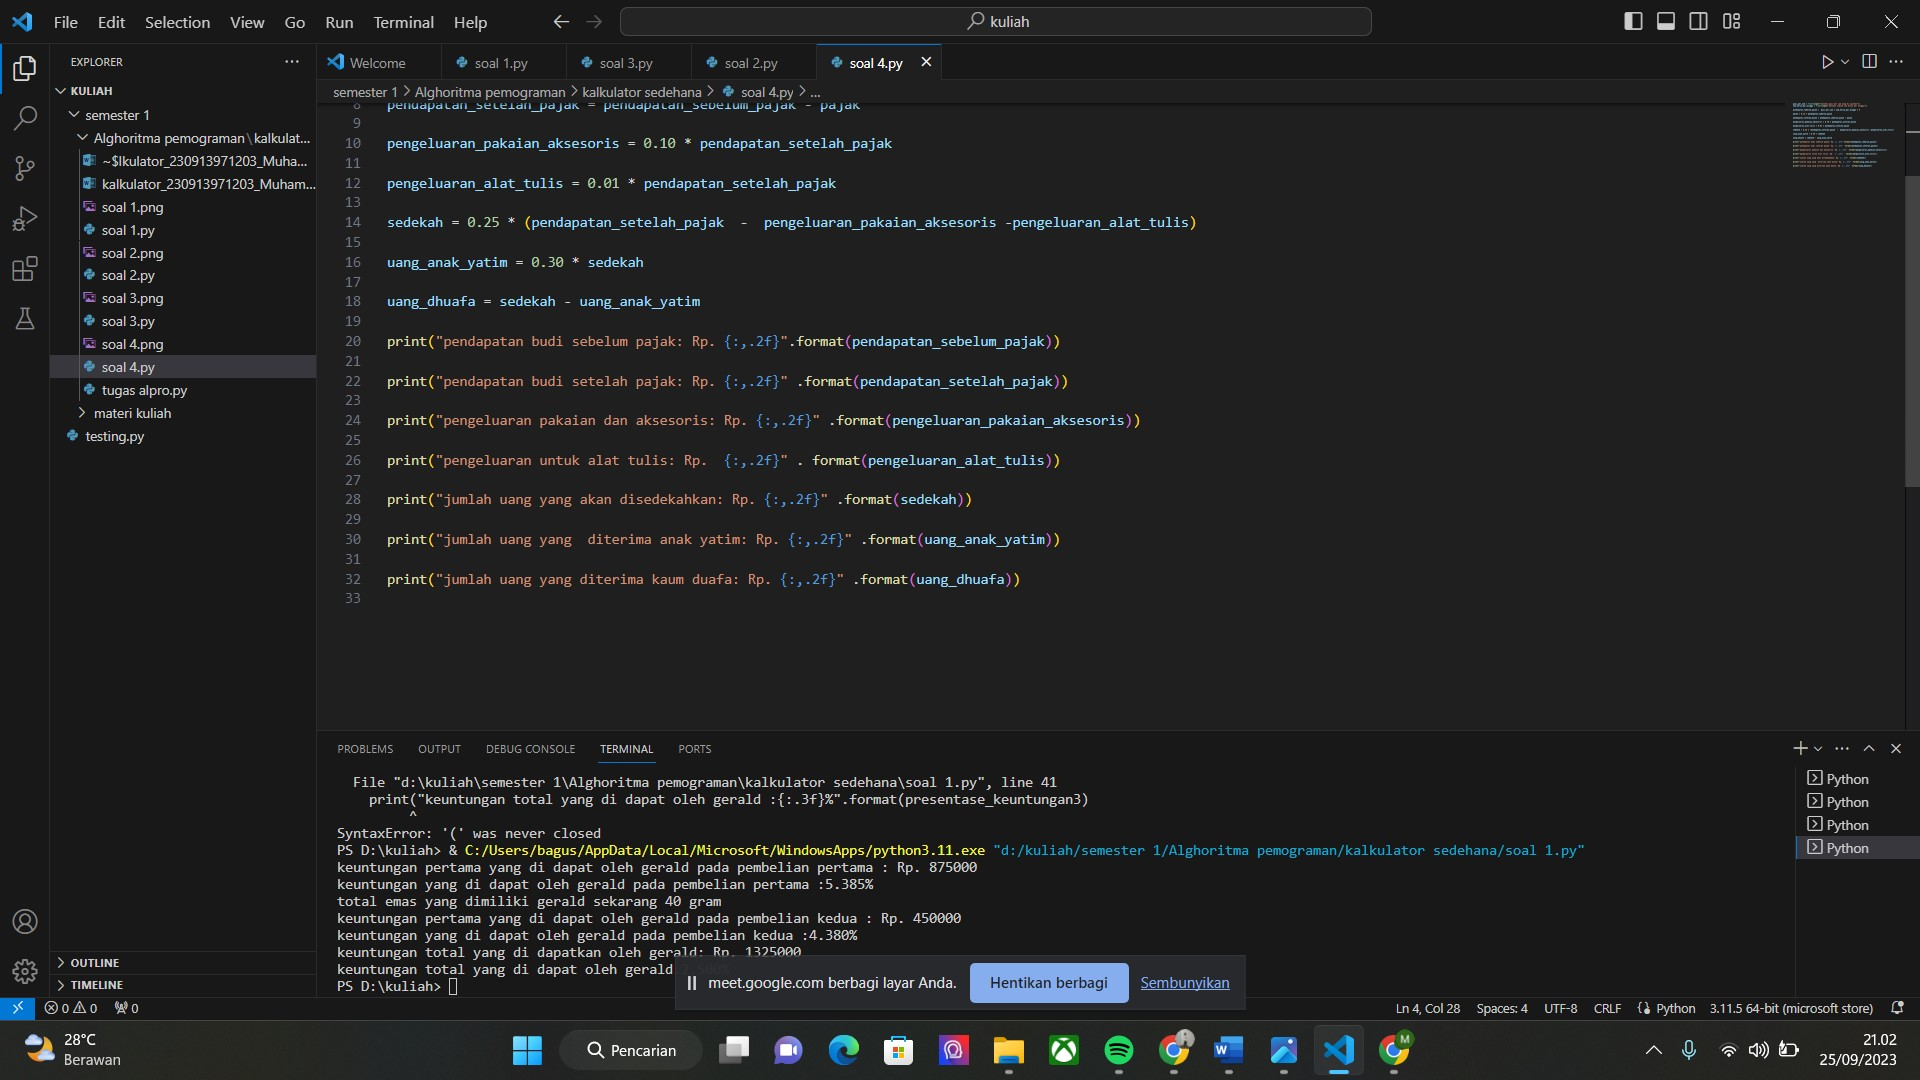 File Edit Selection View Go Run Terminal Help
kuliah
EXPLORER
KULIAH
semester 1
Alghoritma pemograman\kalkulat...
~$lkulator_230913971203_Muha...
kalkulator_230913971203_Muham...
soal 1.png
soal 1.py
soal 2.png
soal 2.py
soal 3.png
soal 3.py
soal 4.png
soal 4.py
tugas alpro.py
materi kuliah
testing.py
OUTLINE
TIMELINE
Welcome soal 1.py soal 3.py soal 2.py soal 4.py
semester 1 > Alghoritma pemograman > kalkulator sedehana > soal 4.py > ...
8 pendapatan_setelah_pajak = pendapatan_sebelum_pajak - pajak
9
10 pengeluaran_pakaian_aksesoris = 0.10 * pendapatan_setelah_pajak
11
12 pengeluaran_alat_tulis = 0.01 * pendapatan_setelah_pajak
13
14 sedekah = 0.25 * (pendapatan_setelah_pajak  -  pengeluaran_pakaian_aksesoris -pengeluaran_alat_tulis)
15
16 uang_anak_yatim = 0.30 * sedekah
17
18 uang_dhuafa = sedekah - uang_anak_yatim
19
20 print("pendapatan budi sebelum pajak: Rp. {:,.2f}".format(pendapatan_sebelum_pajak))
21
22 print("pendapatan budi setelah pajak: Rp. {:,.2f}" .format(pendapatan_setelah_pajak))
23
24 print("pengeluaran pakaian dan aksesoris: Rp. {:,.2f}" .format(pengeluaran_pakaian_aksesoris))
25
26 print("pengeluaran untuk alat tulis: Rp.  {:,.2f}" . format(pengeluaran_alat_tulis))
27
28 print("jumlah uang yang akan disedekahkan: Rp. {:,.2f}" .format(sedekah))
29
30 print("jumlah uang yang  diterima anak yatim: Rp. {:,.2f}" .format(uang_anak_yatim))
31
32 print("jumlah uang yang diterima kaum duafa: Rp. {:,.2f}" .format(uang_dhuafa))
33
PROBLEMS OUTPUT DEBUG CONSOLE TERMINAL PORTS
File "d:\kuliah\semester 1\Alghoritma pemograman\kalkulator sedehana\soal 1.py", line 41
print("keuntungan total yang di dapat oleh gerald :{:.3f}%".format(presentase_keuntungan3)
^
SyntaxError: '(' was never closed
PS D:\kuliah> & C:/Users/bagus/AppData/Local/Microsoft/WindowsApps/python3.11.exe "d:/kuliah/semester 1/Alghoritma pemograman/kalkulator sedehana/soal 1.py"
keuntungan pertama yang di dapat oleh gerald pada pembelian pertama : Rp. 875000
keuntungan yang di dapat oleh gerald pada pembelian pertama :5.385%
total emas yang dimiliki gerald sekarang 40 gram
keuntungan pertama yang di dapat oleh gerald pada pembelian kedua : Rp. 450000
keuntungan yang di dapat oleh gerald pada pembelian kedua :4.380%
keuntungan total yang di dapatkan oleh gerald: Rp. 1325000
keuntungan total yang di dapat oleh gerald
PS D:\kuliah>
Python
Python
Python
Python
meet.google.com berbagi layar Anda. Hentikan berbagi Sembunyikan
0 0 0
Ln 4, Col 28 Spaces: 4 UTF-8 CRLF Python 3.11.5 64-bit (microsoft store)
28°C
Berawan
Pencarian
M
21.02
25/09/2023